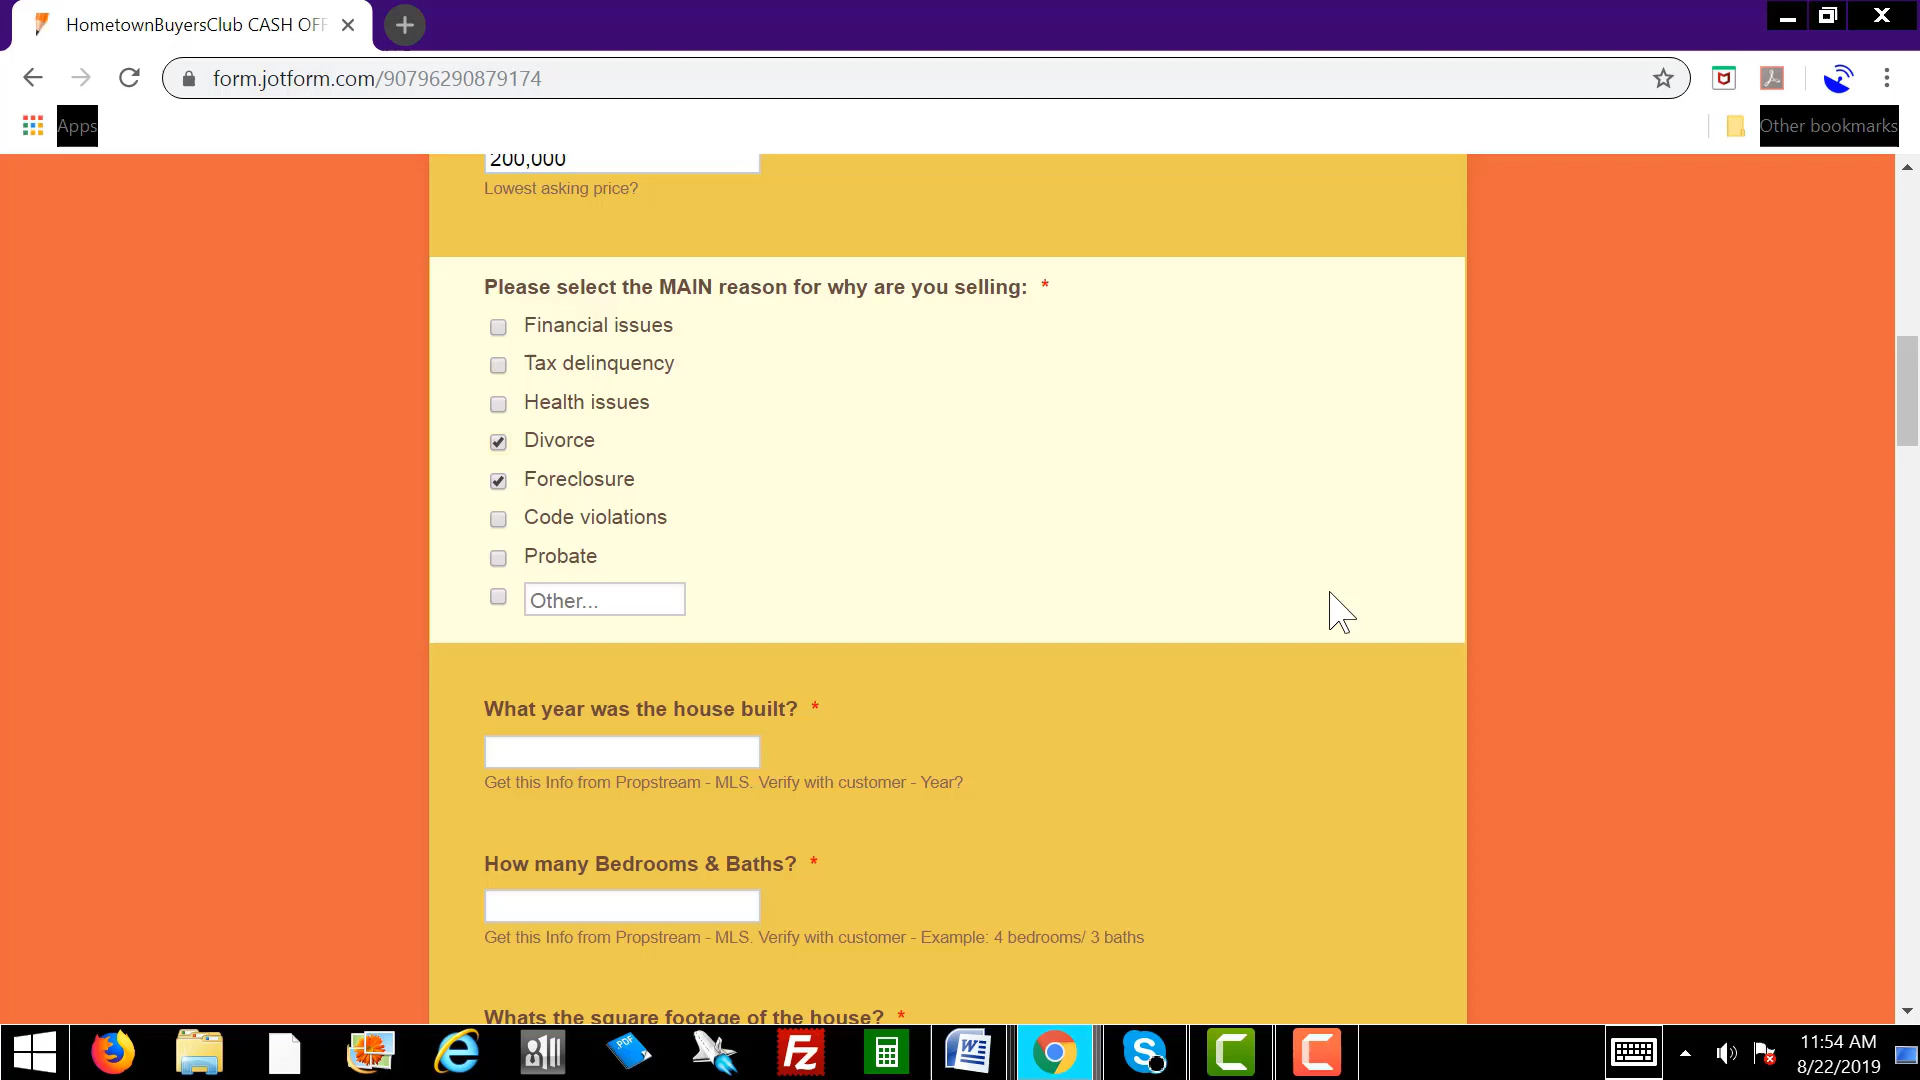 HometownBuyersClub CASH OFF
form.jotform.com/90796290879174
Apps
Other bookmarks
200,000
Lowest asking price?
Please select the MAIN reason for why are you selling: *
Financial issues
Tax delinquency
Health issues
Divorce
Foreclosure
Code violations
Probate
Other...
What year was the house built? *
Get this Info from Propstream - MLS. Verify with customer - Year?
How many Bedrooms & Baths? *
Get this Info from Propstream - MLS. Verify with customer - Example: 4 bedrooms/ 3 baths
Whats the square footage of the house? *
PDF
Fz
W
S
C
C
11:54 AM
8/22/2019